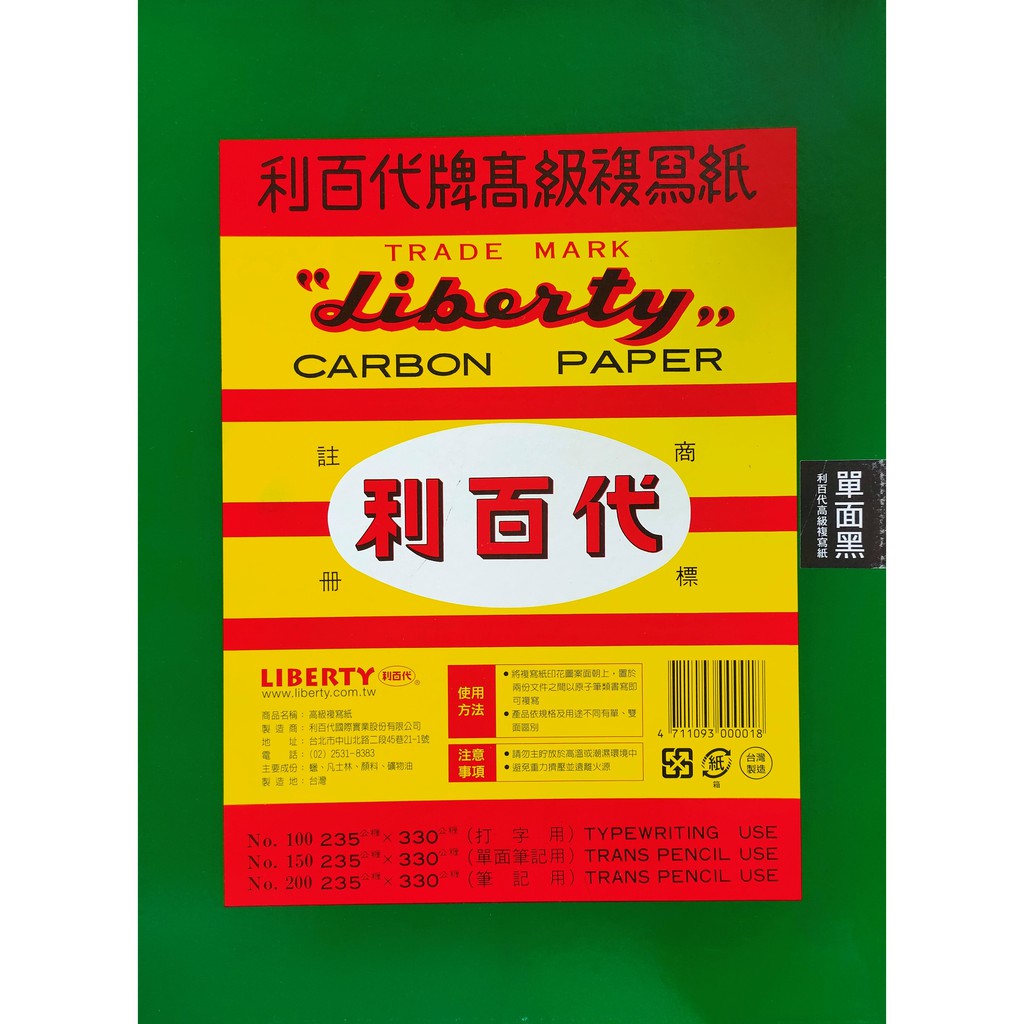 利百代牌高級複寫紙
TRADE MARK
"Liberty"
CARBON PAPER
註 商
利百代
冊 標
單面黑
利百代高級複寫紙
LIBERTY 利百代®
www.liberty.com.tw
商品名稱：高級複寫紙
製造商：利百代國際實業股份有限公司
地址：台北市中山北路二段45巷21-1號
電話：(02) 2531-8383
主要成份：蠟、凡士林、顏料、礦物油
製造地：台灣
使用
方法
●將複寫紙印花圖案面朝上，置於
兩份文件之間以原子筆類書寫即
可複寫
●產品依規格及用途不同有單、雙
面區別
注意
事項
●請勿主貯放於高溫或潮濕環境中
●避免重力擠壓並遠離火源
4 711093 000018
紙
箱
台灣
製造
No. 100 235公釐×330公釐(打字用) TYPEWRITING USE
No. 150 235公釐×330公釐(單面筆記用) TRANS PENCIL USE
No. 200 235公釐×330公釐(筆記用) TRANS PENCIL USE